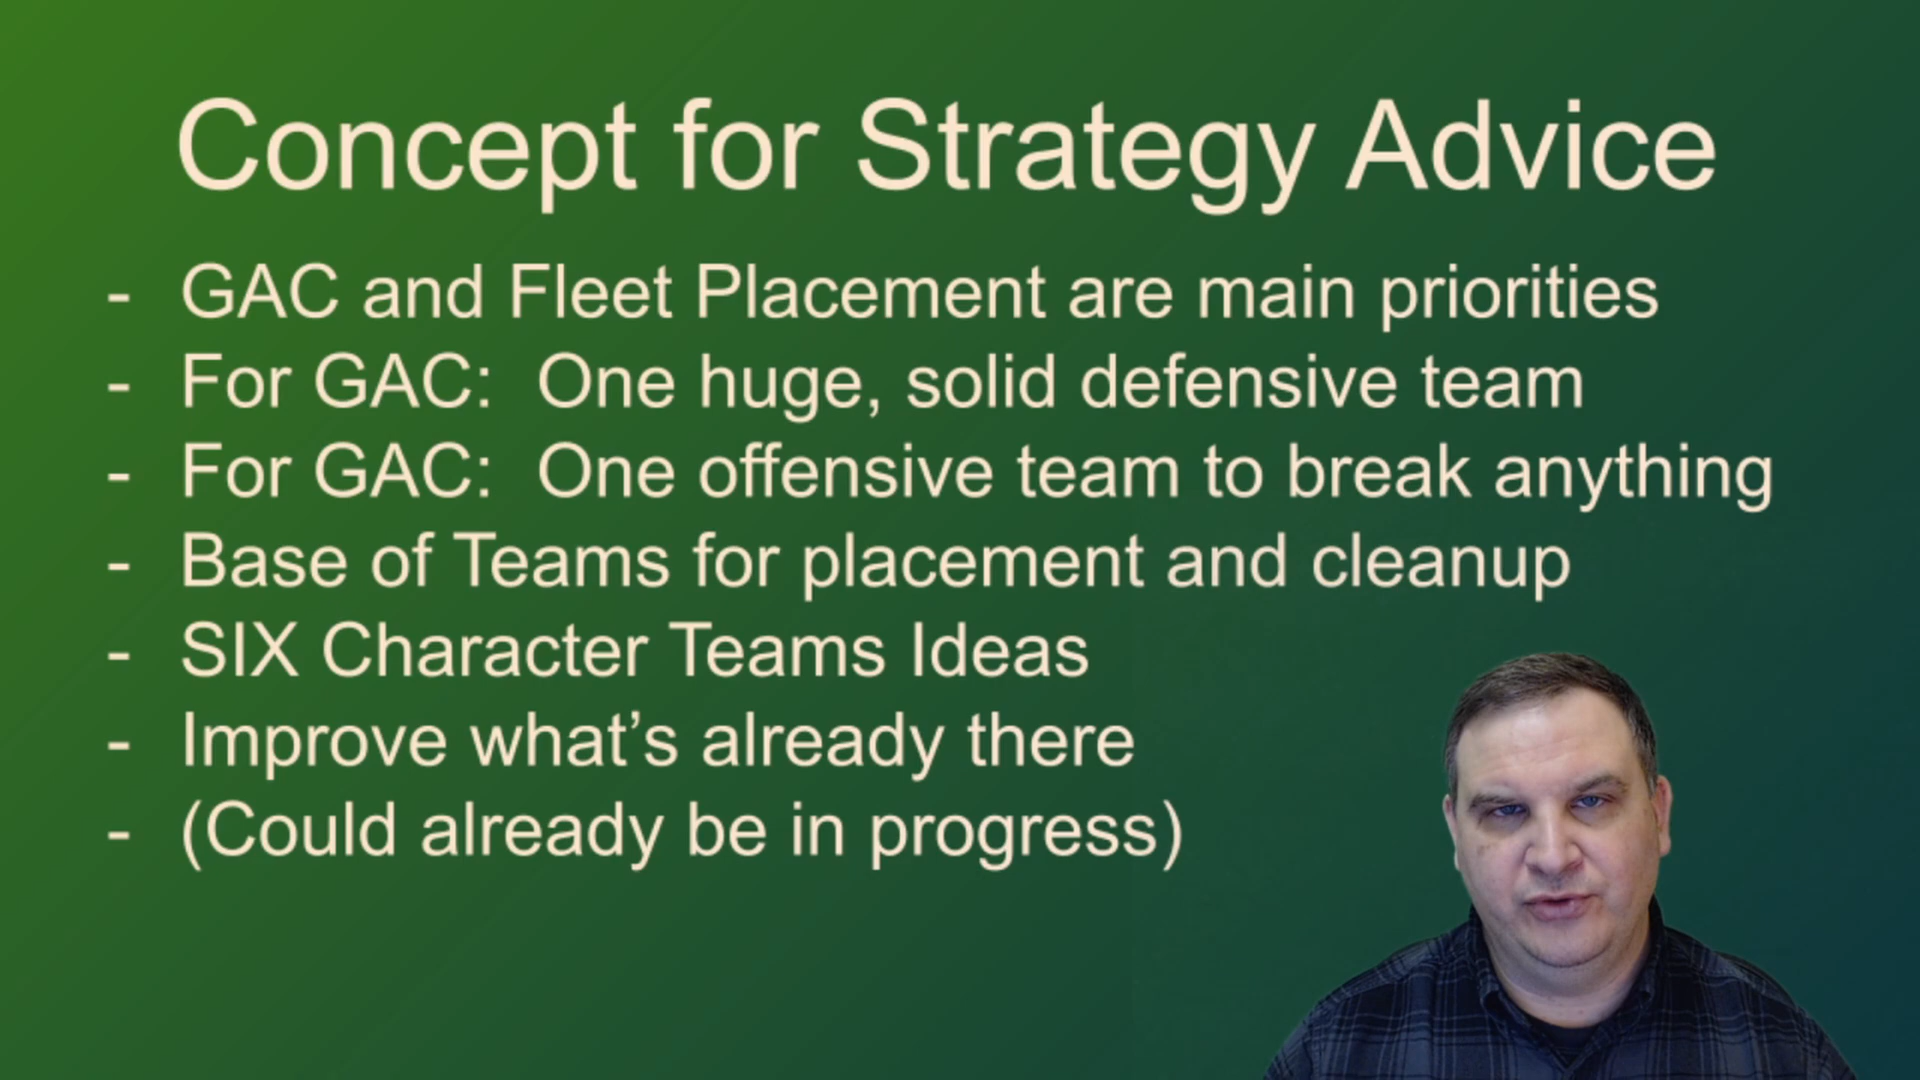 Concept for Strategy Advice
- GAC and Fleet Placement are main priorities
- For GAC:  One huge, solid defensive team
- For GAC:  One offensive team to break anything
- Base of Teams for placement and cleanup
- SIX Character Teams Ideas
- Improve what’s already there
- (Could already be in progress)